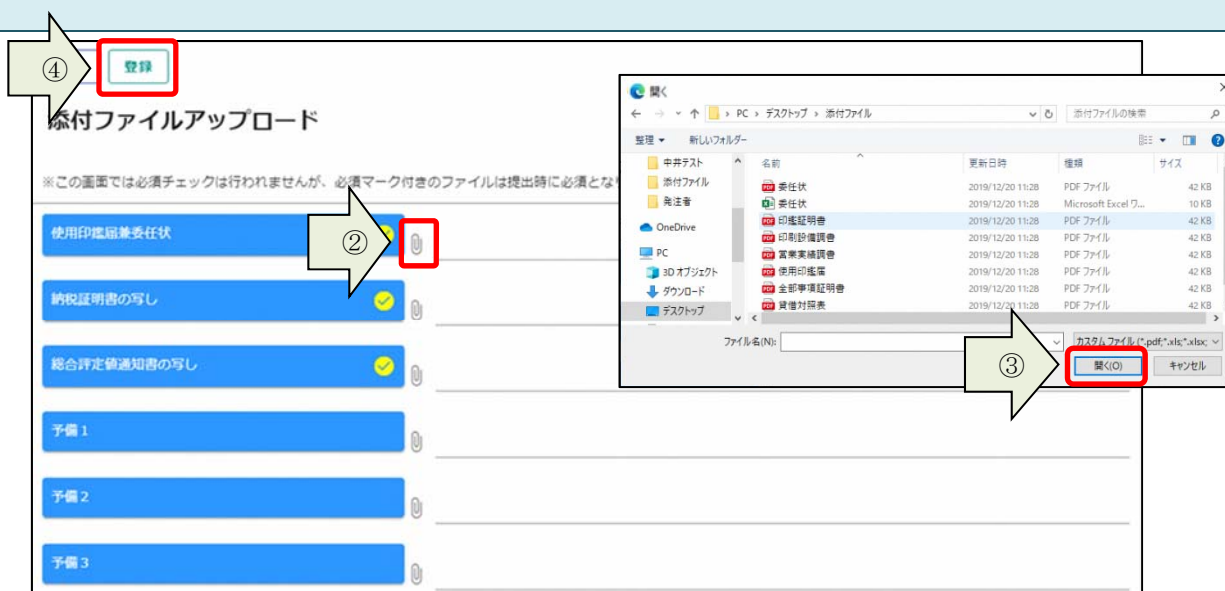 ④
登録
添付ファイルアップロード
※この画面では必須チェックは行われませんが、必須マーク付きのファイルは提出時に必須とな
使用印鑑届兼委任状
②
納税証明書の写し
総合評定値通知書の写し
予備1
予備2
予備3
開く
PC › デスクトップ › 添付ファイル
添付ファイルの検索
整理 新しいフォルダー
中井テスト
添付ファイル
発注者
OneDrive
PC
3D オブジェクト
ダウンロード
デスクトップ
名前 更新日時 種類 サイズ
委任状 2019/12/20 11:28 PDF ファイル 42 KB
委任状 2019/12/20 11:28 Microsoft Excel ワ... 10 KB
印鑑証明書 2019/12/20 11:28 PDF ファイル 42 KB
印刷設備調書 2019/12/20 11:28 PDF ファイル 42 KB
営業実績調書 2019/12/20 11:28 PDF ファイル 42 KB
使用印鑑届 2019/12/20 11:28 PDF ファイル 42 KB
全部事項証明書 2019/12/20 11:28 PDF ファイル 42 KB
貸借対照表 2019/12/20 11:28 PDF ファイル 42 KB
ファイル名(N):
カスタム ファイル (*.pdf;*.xls;*.xlsx;
③
開く(O)
キャンセル